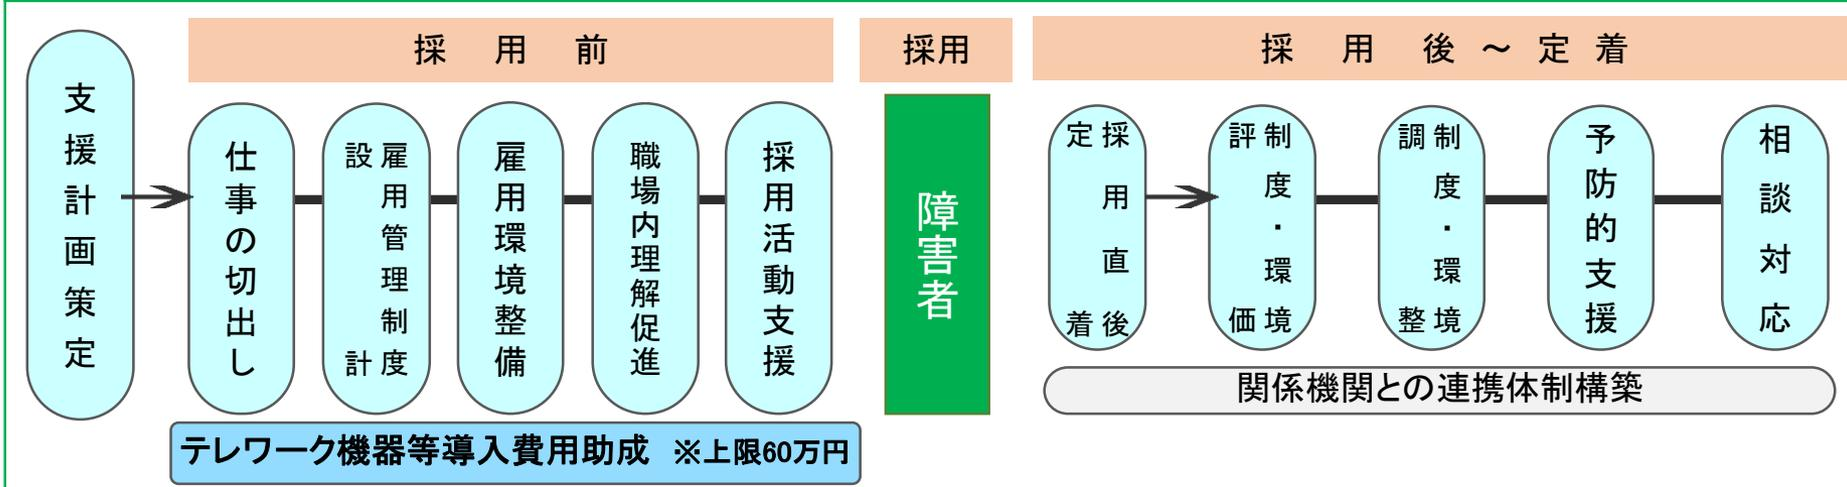 支援計画策定
採用前
仕事の切出し
雇用管理制度
設計
雇用環境整備
職場内理解促進
採用活動支援
テレワーク機器等導入費用助成 ※上限60万円
採用
障害者
採用後～定着
採用直後
定着
制度・環境
評価
制度・環境
調整
予防的支援
相談対応
関係機関との連携体制構築